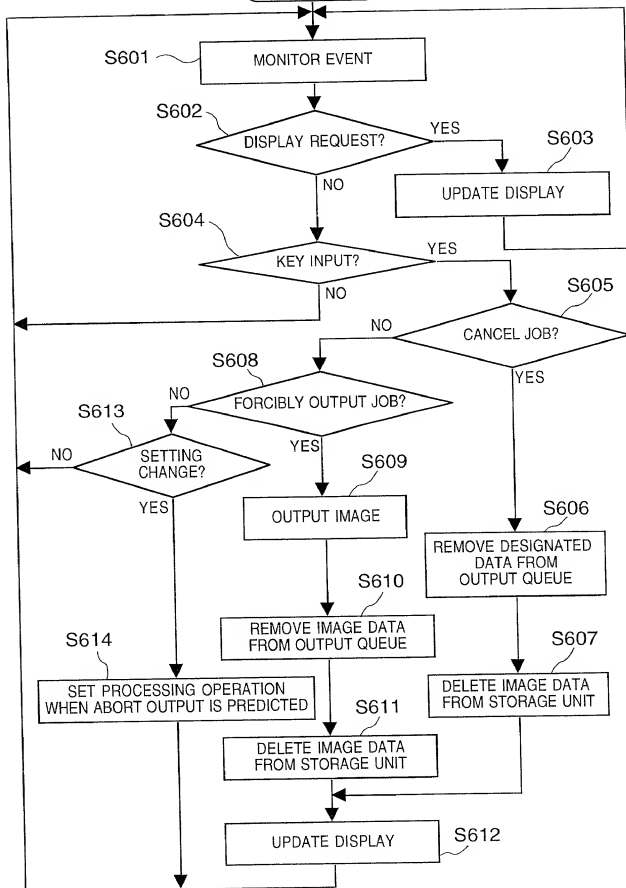 S601
MONITOR EVENT
S602
DISPLAY REQUEST?
YES
NO
S603
UPDATE DISPLAY
S604
KEY INPUT?
YES
NO
S605
CANCEL JOB?
NO
YES
S608
FORCIBLY OUTPUT JOB?
NO
YES
S613
SETTING
CHANGE?
NO
YES
S609
OUTPUT IMAGE
S606
REMOVE DESIGNATED
DATA FROM
OUTPUT QUEUE
S610
REMOVE IMAGE DATA
FROM OUTPUT QUEUE
S607
DELETE IMAGE DATA
FROM STORAGE UNIT
S614
SET PROCESSING OPERATION
WHEN ABORT OUTPUT IS PREDICTED
S611
DELETE IMAGE DATA
FROM STORAGE UNIT
UPDATE DISPLAY
S612